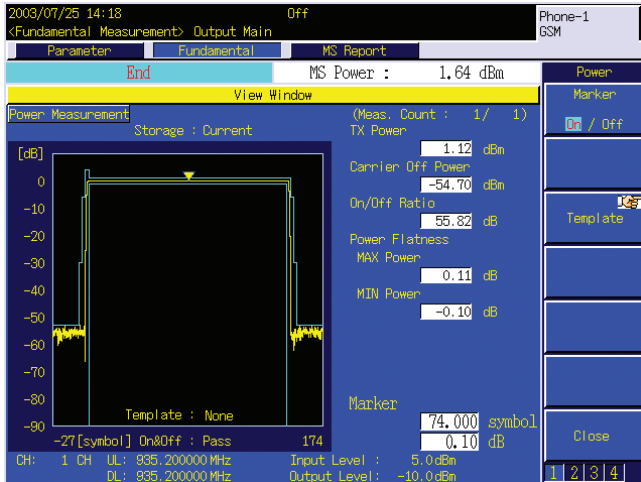 2003/07/25 14:18 Off Phone-1
<Fundamental Measurement> Output Main GSM
Parameter Fundamental MS Report
End MS Power : 1.64 dBm Power
View Window Marker
On / Off
Power Measurement (Meas. Count : 1/ 1)
Storage : Current TX Power
1.12 dBm
[dB] Carrier Off Power
-54.70 dBm
On/Off Ratio
55.82 dB
Template
Power Flatness
MAX Power
0.11 dB
MIN Power
-0.10 dB
0
-10
-20
-30
-40
-50
-60
-70
-80
-90
Template : None
-27[symbol] On&Off : Pass 174
Marker
74.000 symbol
0.10 dB
Close
CH: 1 CH UL: 935.200000MHz Input Level : 5.0dBm
DL: 935.200000MHz Output Level: -10.0dBm
1 2 3 4